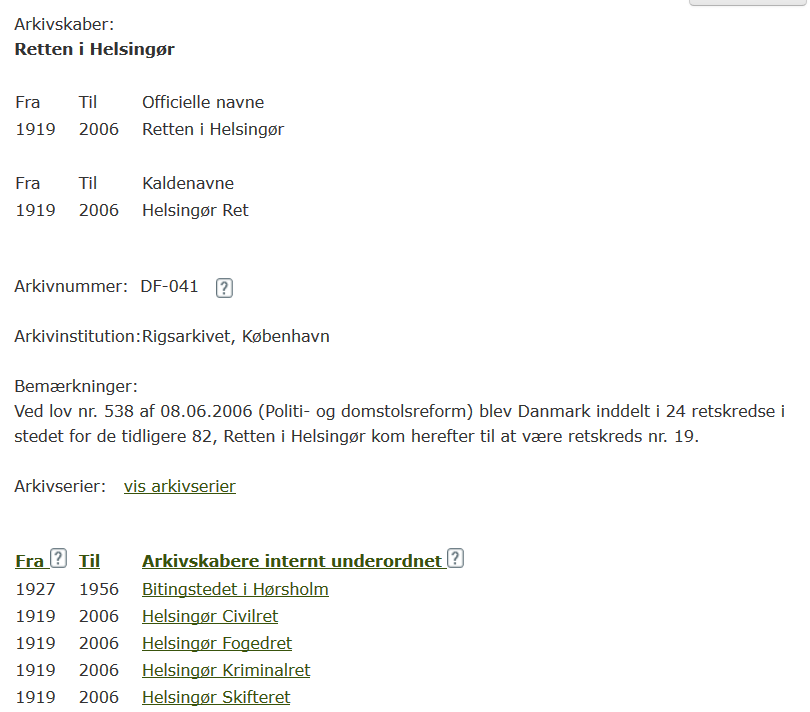 Arkivskaber:
Retten i Helsingør
Fra Til Officielle navne
1919 2006 Retten i Helsingør
Fra Til Kaldenavne
1919 2006 Helsingør Ret
Arkivnummer: DF-041 ?
Arkivinstitution:Rigsarkivet, København
Bemærkninger:
Ved lov nr. 538 af 08.06.2006 (Politi- og domstolsreform) blev Danmark inddelt i 24 retskredse i
stedet for de tidligere 82, Retten i Helsingør kom herefter til at være retskreds nr. 19.
Arkivserier: vis arkivserier
Fra ? Til Arkivskabere internt underordnet ?
1927 1956 Bitingstedet i Hørsholm
1919 2006 Helsingør Civilret
1919 2006 Helsingør Fogedret
1919 2006 Helsingør Kriminalret
1919 2006 Helsingør Skifteret